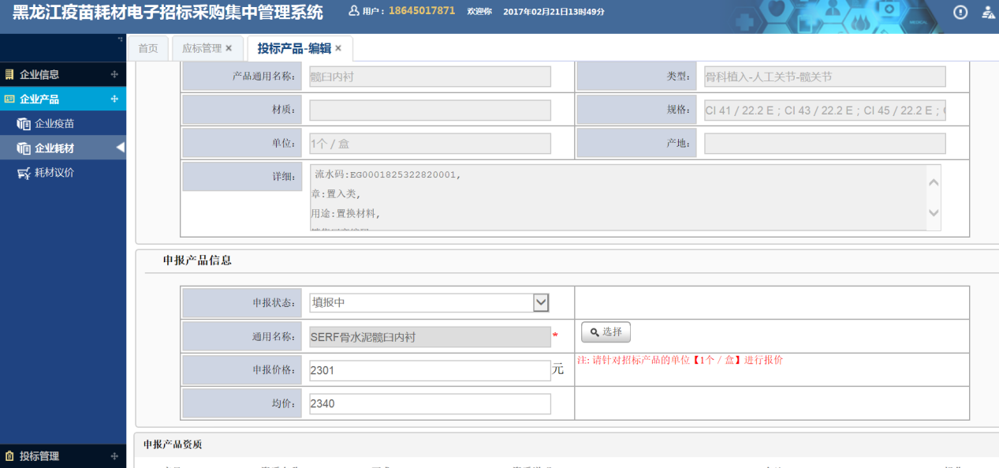 黑龙江疫苗耗材电子招标采购集中管理系统 用户： 18645017871 欢迎你 2017年02月21日13时49分
首页 应标管理 × 投标产品-编辑 ×
企业信息
企业产品
企业疫苗
企业耗材
耗材议价
投标管理
产品通用名称： 髋臼内衬 类型： 骨科植入-人工关节-髋关节
材质： 规格： CI 41 / 22.2 E；CI 43 / 22.2 E；CI 45 / 22.2 E；
单位： 1个 / 盒 产地：
详细： 流水码:EG0001825322820001,
章:置入类,
用途:置换材料,
申报产品信息
申报状态： 填报中
通用名称： SERF骨水泥髋臼内衬 * 选择
申报价格： 2301 元 注: 请针对招标产品的单位【1个 / 盒】进行报价
均价： 2340
申报产品资质